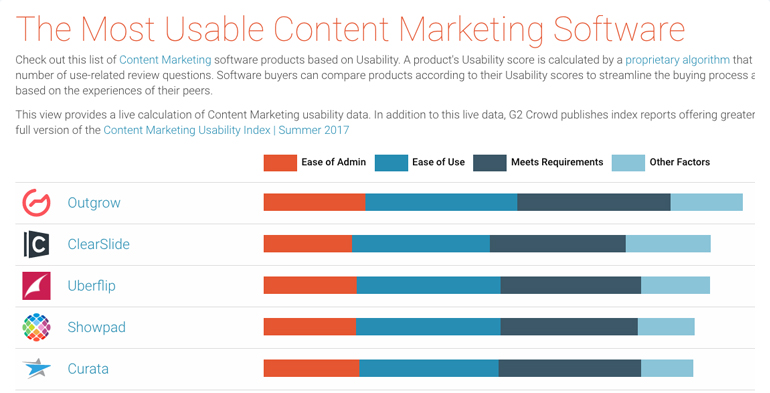 The Most Usable Content Marketing Software
Check out this list of Content Marketing software products based on Usability. A product's Usability score is calculated by a proprietary algorithm that
number of use-related review questions. Software buyers can compare products according to their Usability scores to streamline the buying process a
based on the experiences of their peers.
This view provides a live calculation of Content Marketing usability data. In addition to this live data, G2 Crowd publishes index reports offering greater
full version of the Content Marketing Usability Index | Summer 2017
Ease of Admin Ease of Use Meets Requirements Other Factors
Outgrow
C ClearSlide
Uberflip
Showpad
Curata